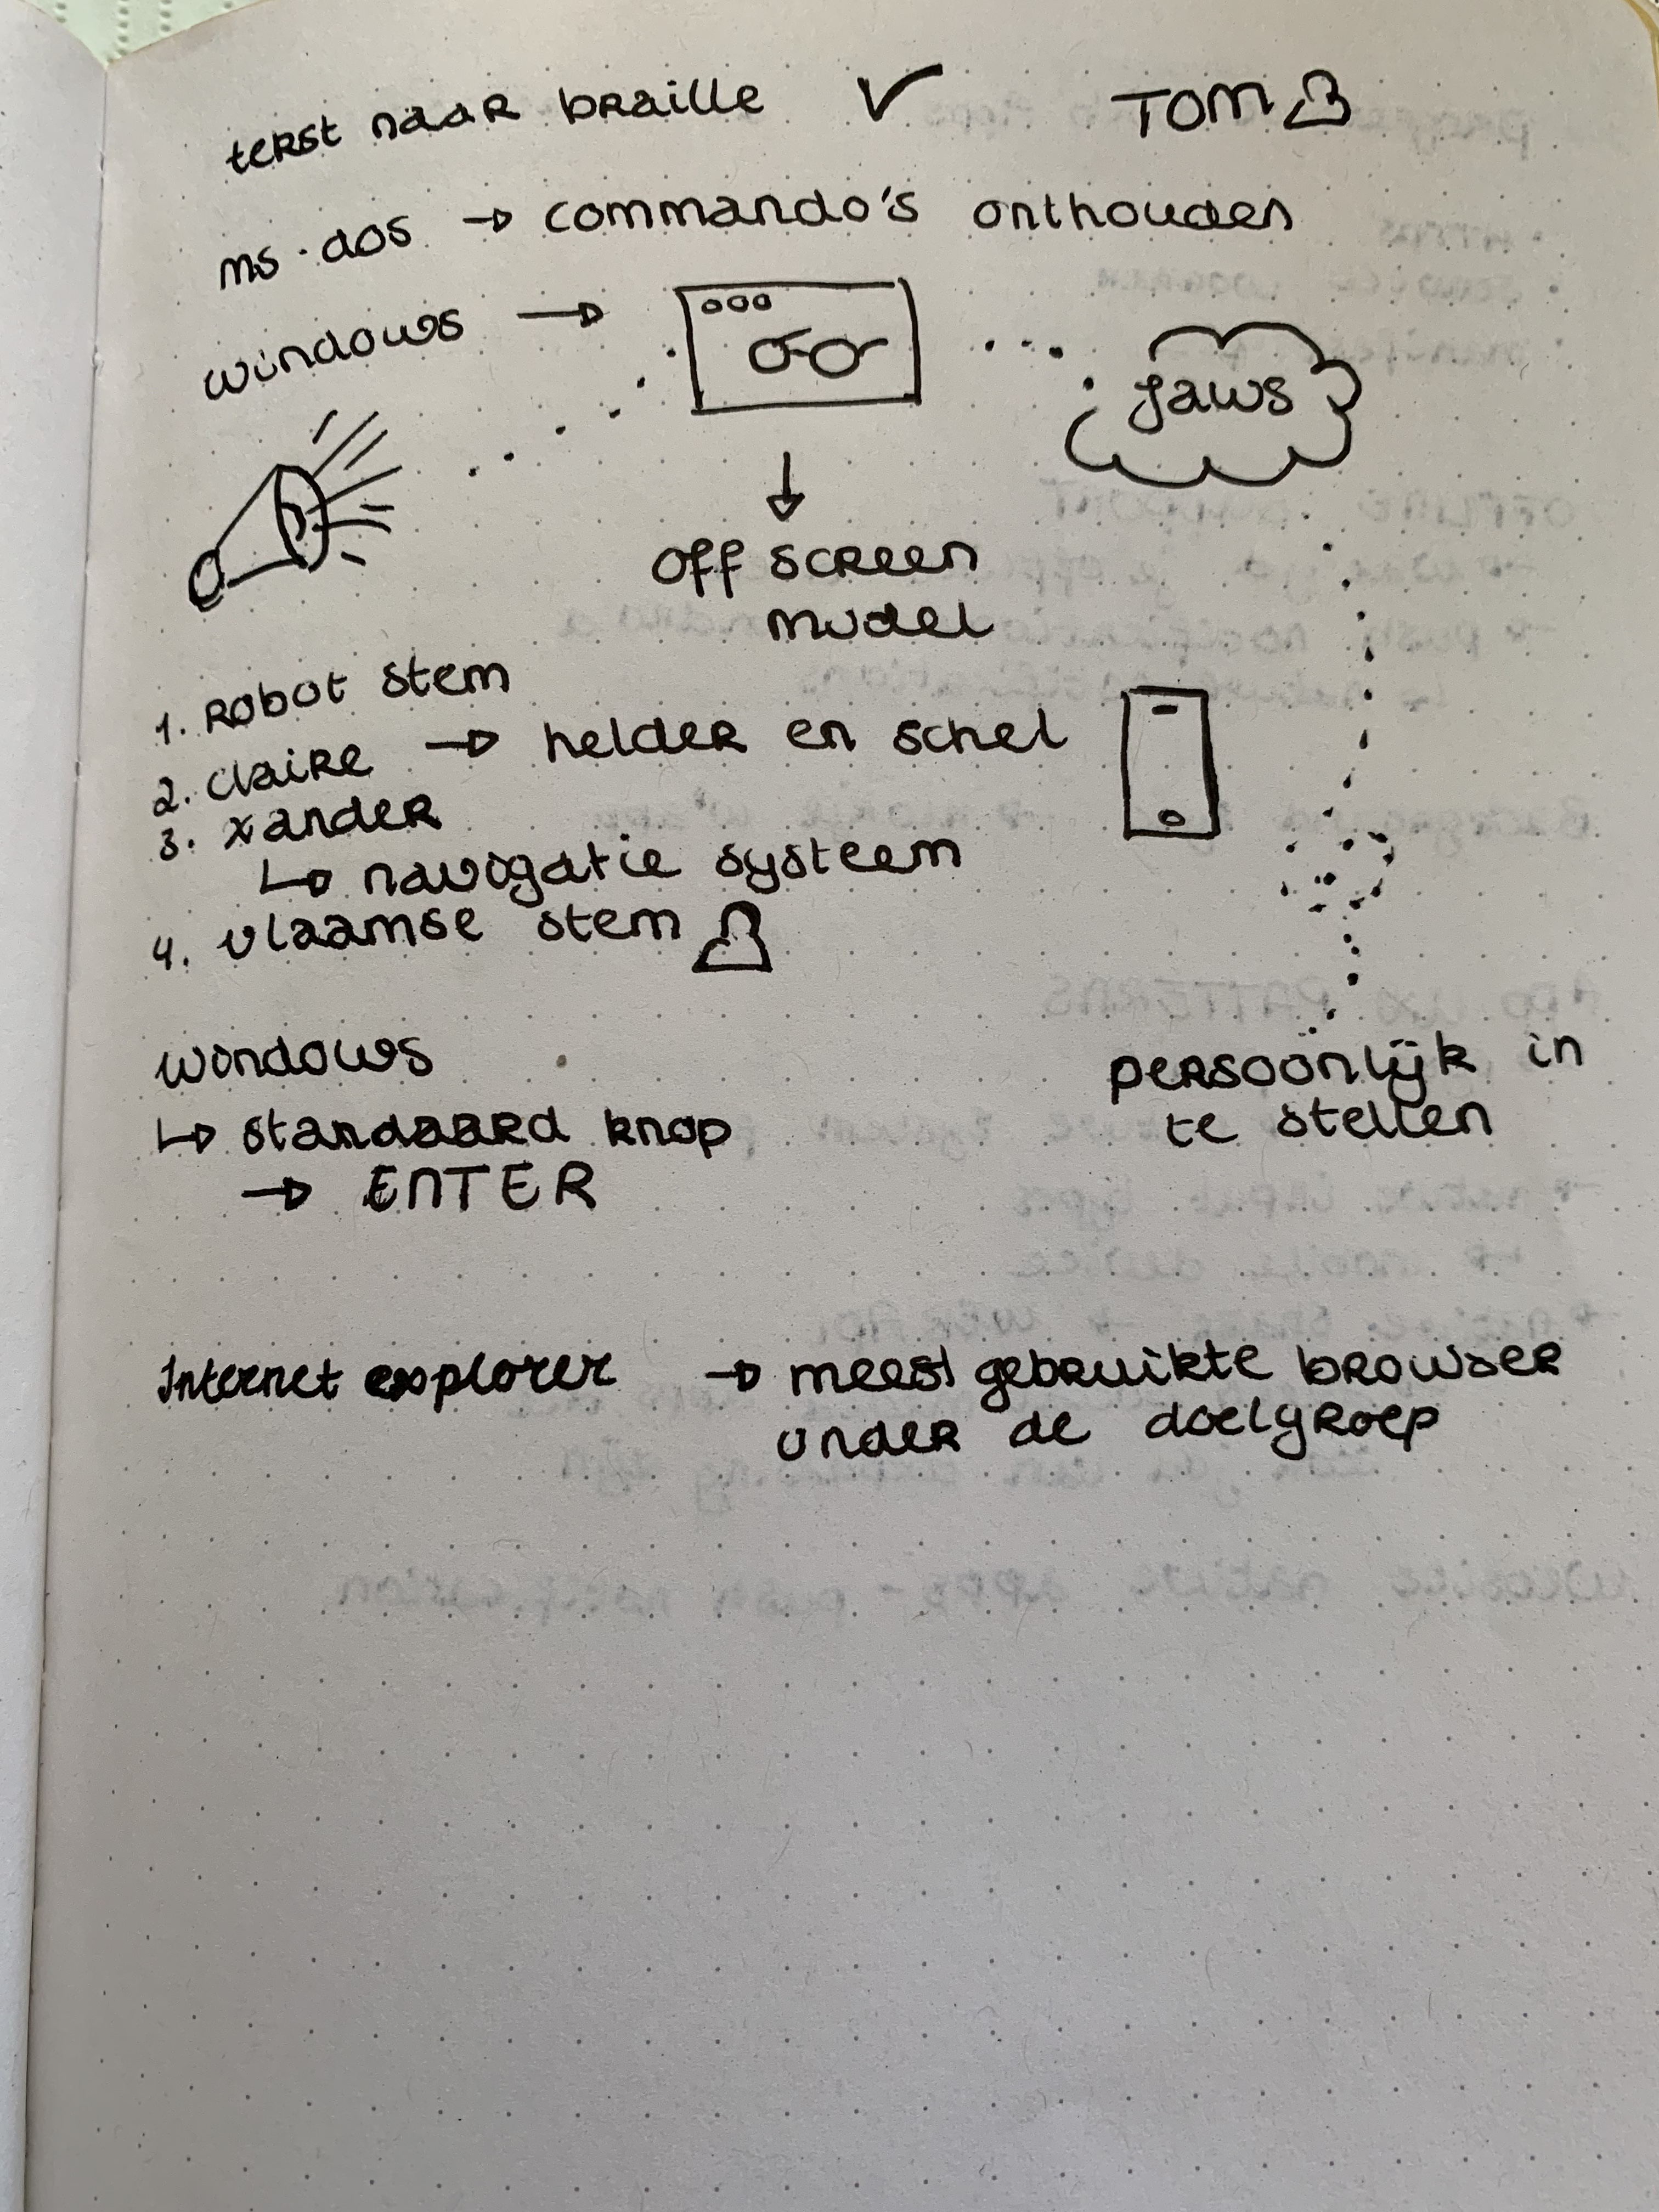 tekst naar braille ✓ TOM
ms-dos → commando's onthouden
windows →
jaws
off screen
model
1. Robot stem
2. Claire → helder en schel
3. xander
↳ navigatie systeem
4. vlaamse stem
windows
↳ standaard knop
→ ENTER
persoonlijk in
te stellen
Internet explorer → meest gebruikte browser
onder de doelgroep